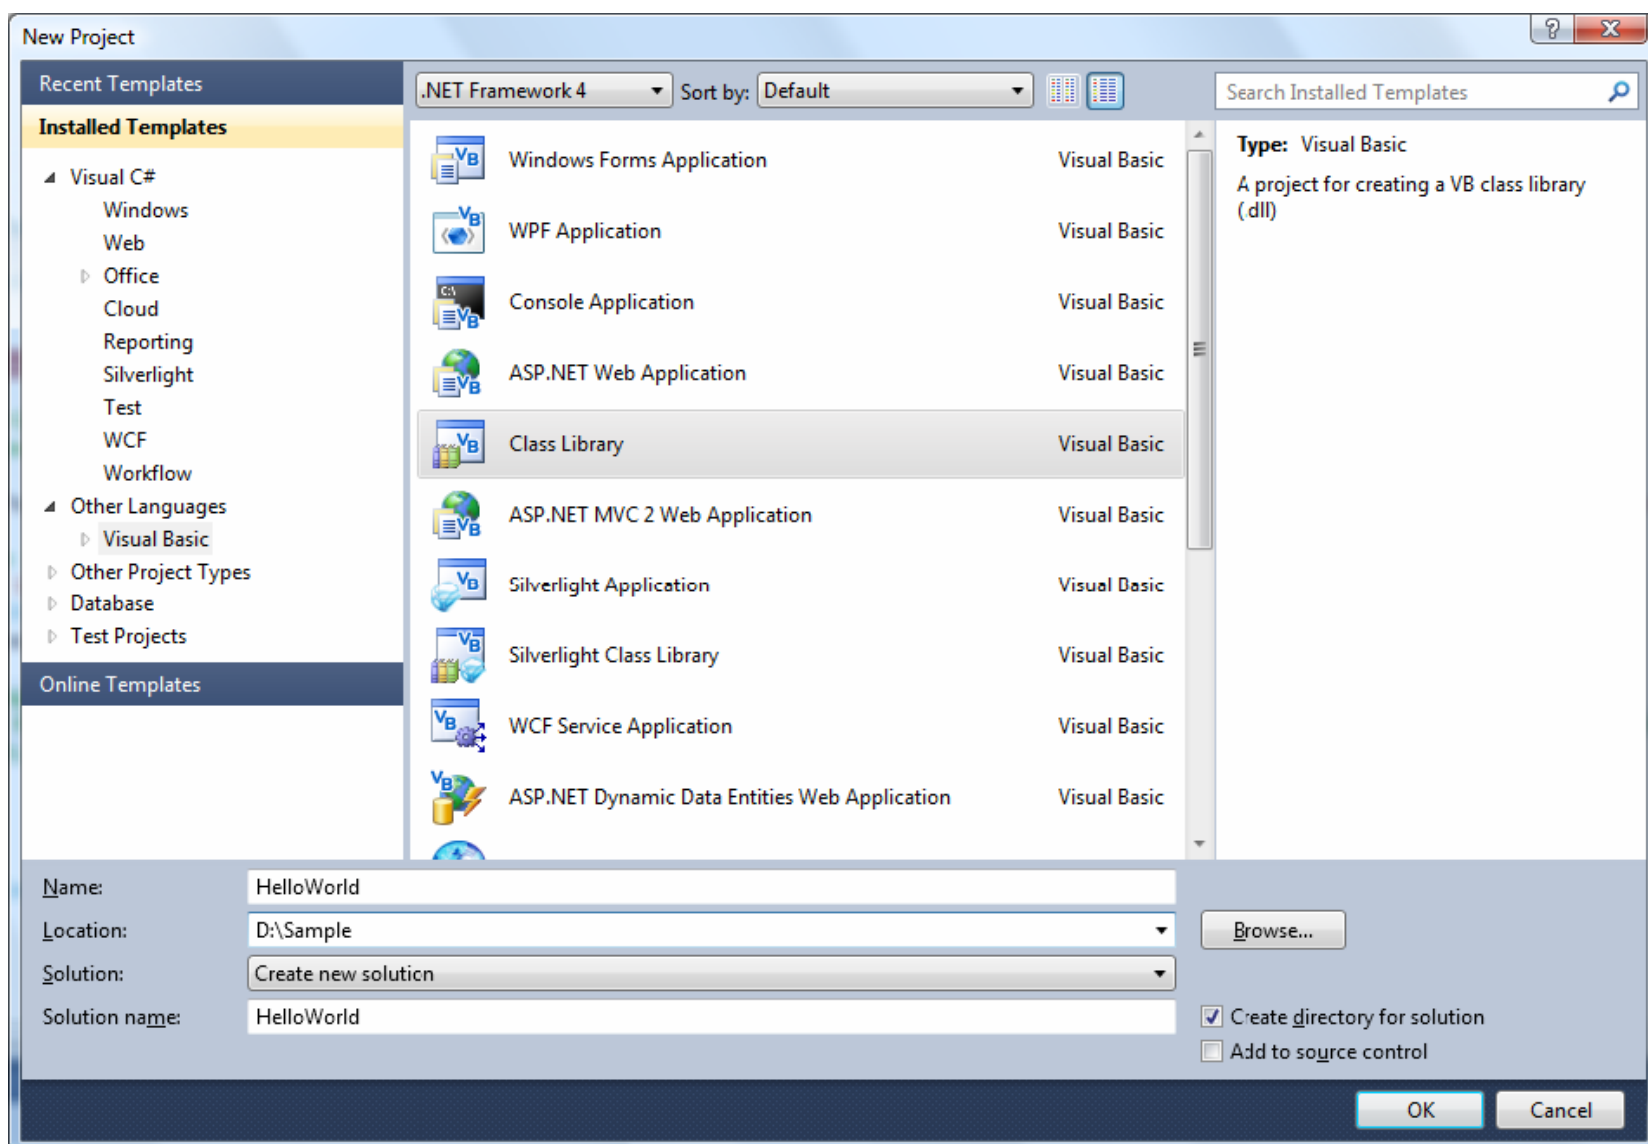 New Project
Recent Templates
Installed Templates
Visual C#
Windows
Web
Office
Cloud
Reporting
Silverlight
Test
WCF
Workflow
Other Languages
Visual Basic
Other Project Types
Database
Test Projects
Online Templates
.NET Framework 4 Sort by: Default
Windows Forms Application Visual Basic
WPF Application Visual Basic
Console Application Visual Basic
ASP.NET Web Application Visual Basic
Class Library Visual Basic
ASP.NET MVC 2 Web Application Visual Basic
Silverlight Application Visual Basic
Silverlight Class Library Visual Basic
WCF Service Application Visual Basic
ASP.NET Dynamic Data Entities Web Application Visual Basic
Search Installed Templates
Type: Visual Basic
A project for creating a VB class library
(.dll)
Name: HelloWorld
Location: D:\Sample Browse...
Solution: Create new solution
Solution name: HelloWorld
Create directory for solution
Add to source control
OK Cancel